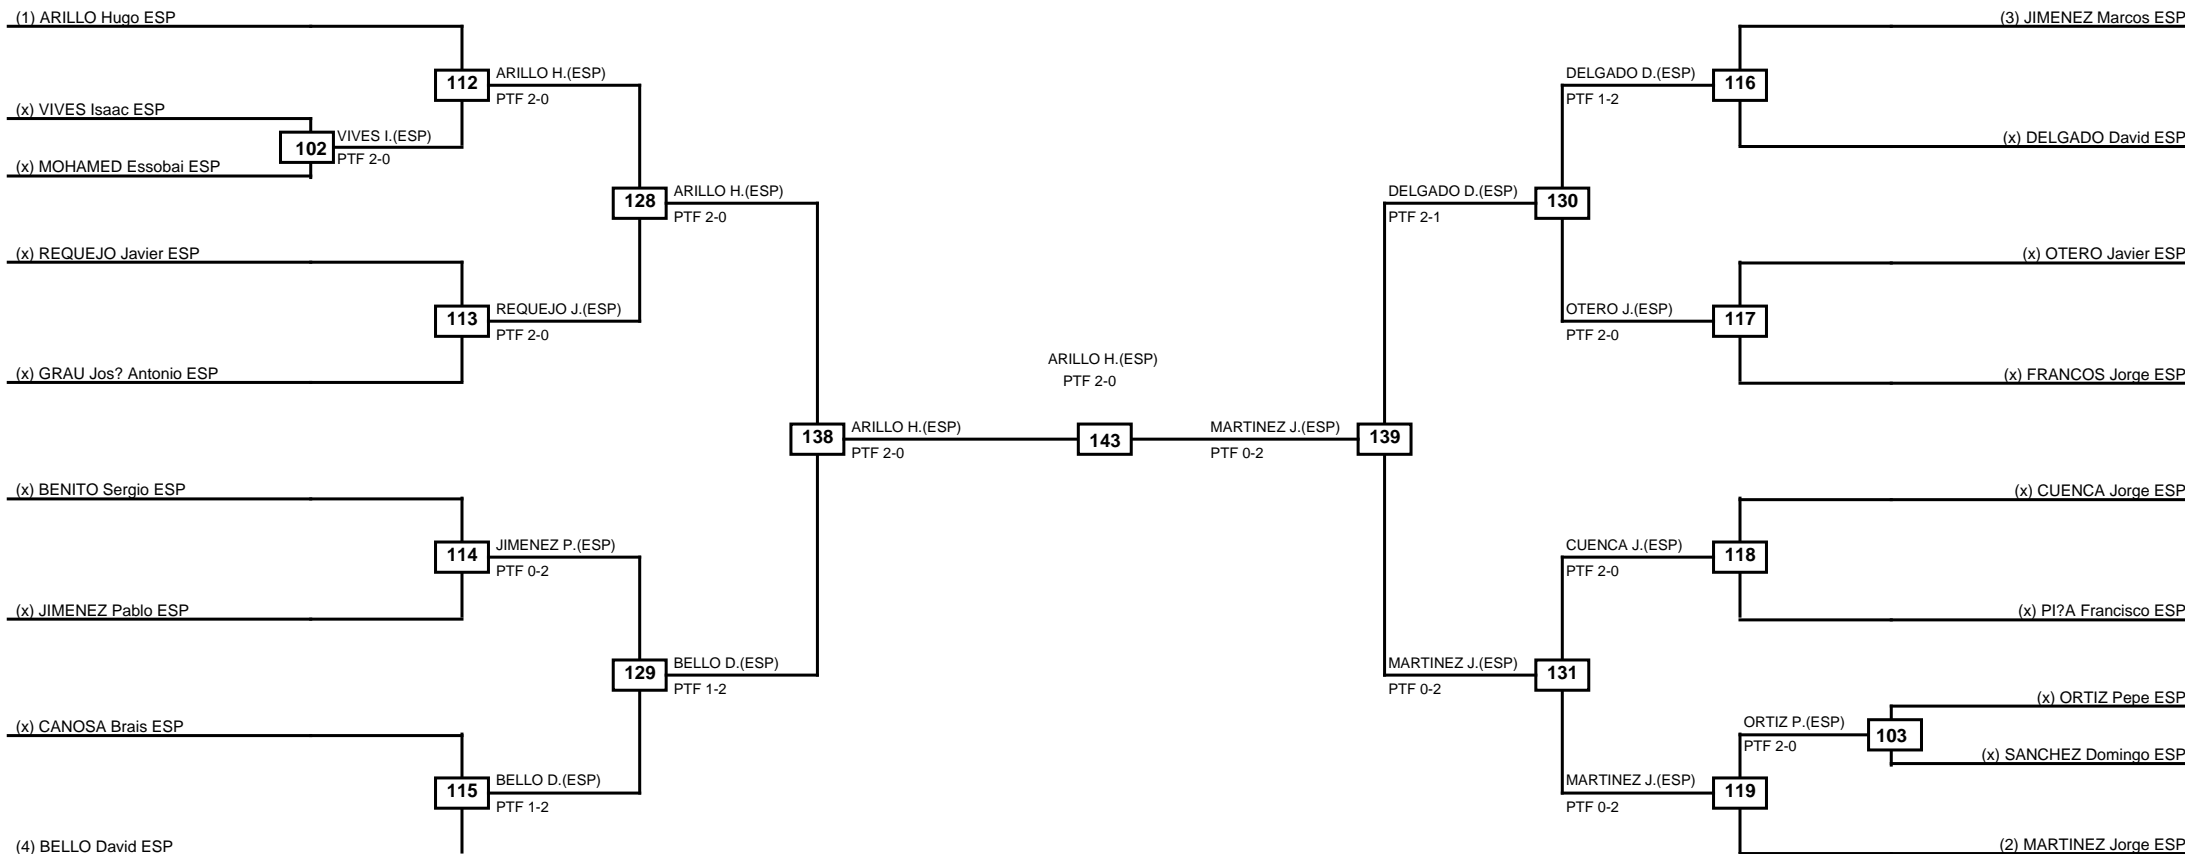 (1) ARILLO Hugo ESP
(x) VIVES Isaac ESP
(x) MOHAMED Essobai ESP
(x) REQUEJO Javier ESP
(x) GRAU Jos? Antonio ESP
(x) BENITO Sergio ESP
(x) JIMENEZ Pablo ESP
(x) CANOSA Brais ESP
(4) BELLO David ESP
102
VIVES I.(ESP)
PTF 2-0
112
ARILLO H.(ESP)
PTF 2-0
113
REQUEJO J.(ESP)
PTF 2-0
114
JIMENEZ P.(ESP)
PTF 0-2
115
BELLO D.(ESP)
PTF 1-2
128
ARILLO H.(ESP)
PTF 2-0
129
BELLO D.(ESP)
PTF 1-2
138
ARILLO H.(ESP)
PTF 2-0
ARILLO H.(ESP)
PTF 2-0
143
MARTINEZ J.(ESP)
PTF 0-2
139
DELGADO D.(ESP)
PTF 2-1
130
MARTINEZ J.(ESP)
PTF 0-2
131
DELGADO D.(ESP)
PTF 1-2
116
OTERO J.(ESP)
PTF 2-0
117
CUENCA J.(ESP)
PTF 2-0
118
MARTINEZ J.(ESP)
PTF 0-2
119
ORTIZ P.(ESP)
PTF 2-0
103
(3) JIMENEZ Marcos ESP
(x) DELGADO David ESP
(x) OTERO Javier ESP
(x) FRANCOS Jorge ESP
(x) CUENCA Jorge ESP
(x) PI?A Francisco ESP
(x) ORTIZ Pepe ESP
(x) SANCHEZ Domingo ESP
(2) MARTINEZ Jorge ESP